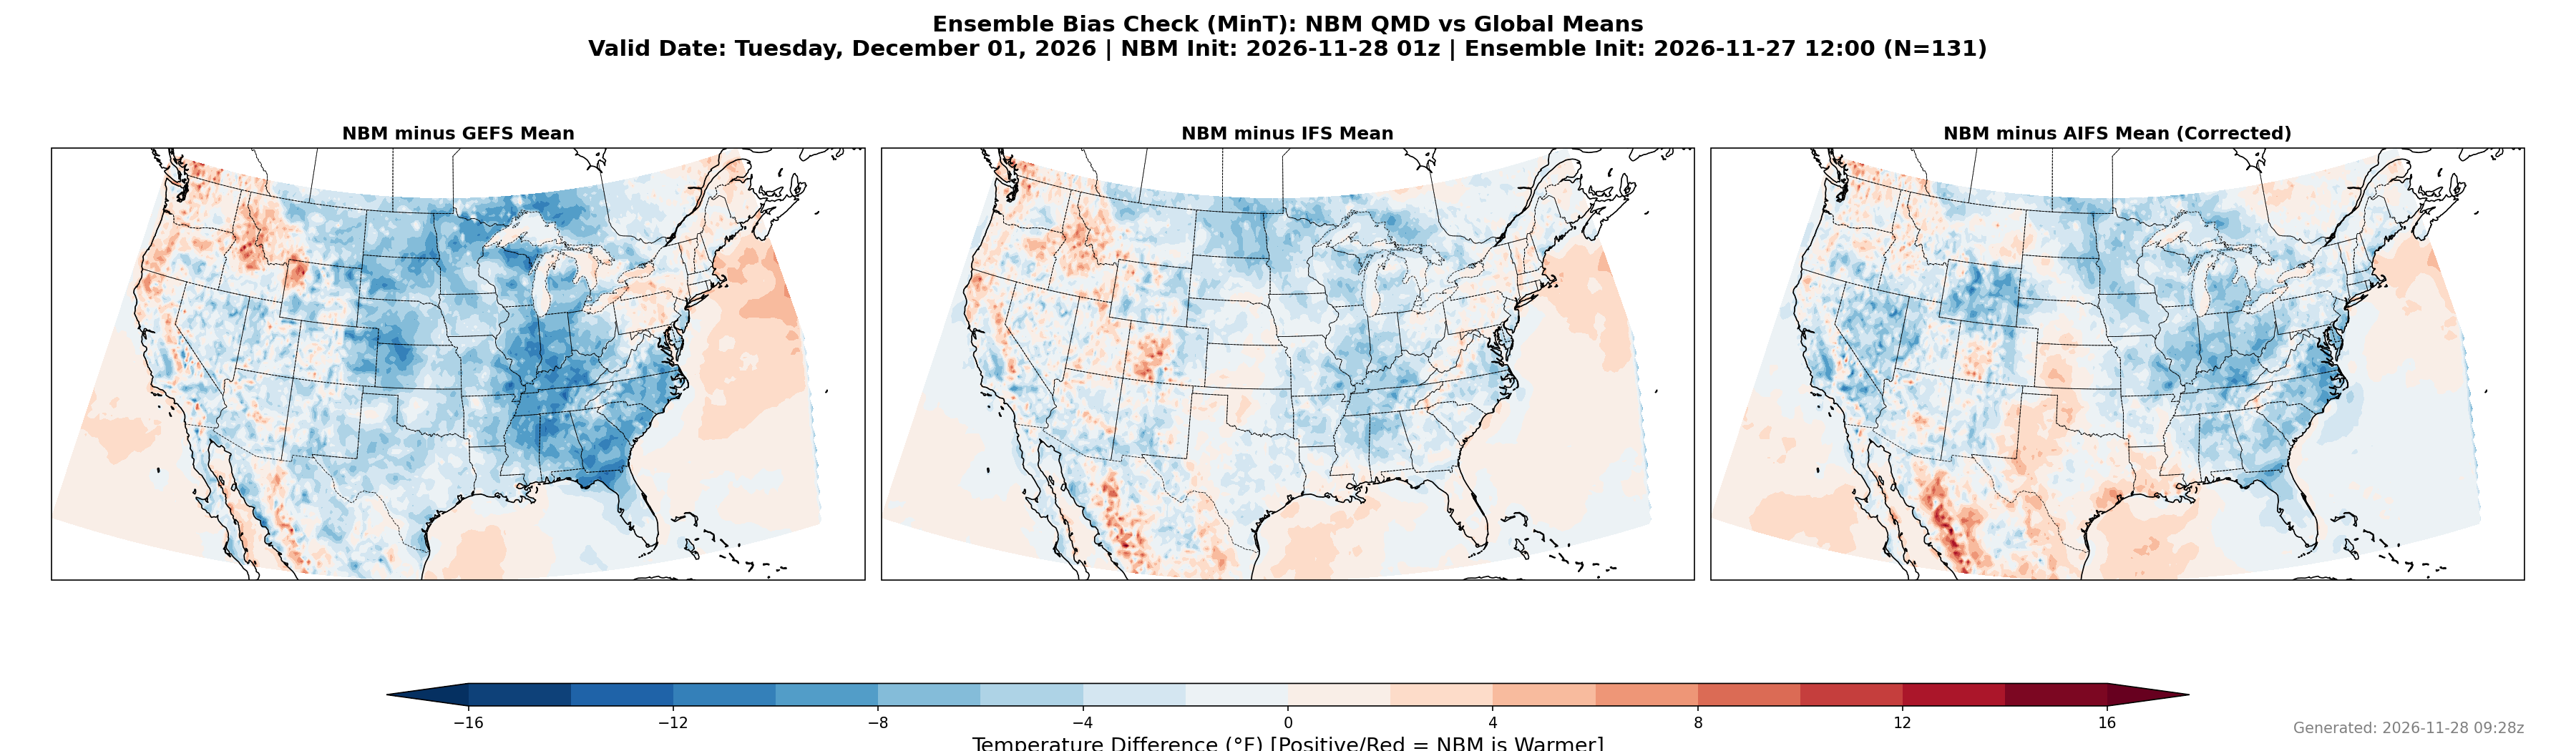 Ensemble Bias Check (MinT): NBM QMD vs Global Means
Valid Date: Tuesday, December 01, 2026 | NBM Init: 2026-11-28 01z | Ensemble Init: 2026-11-27 12:00 (N=131)
NBM minus GEFS Mean
NBM minus IFS Mean
NBM minus AIFS Mean (Corrected)
−16 −12 −8 −4 0 4 8 12 16
Temperature Difference (°F) [Positive/Red = NBM is Warmer]
Generated: 2026-11-28 09:28z